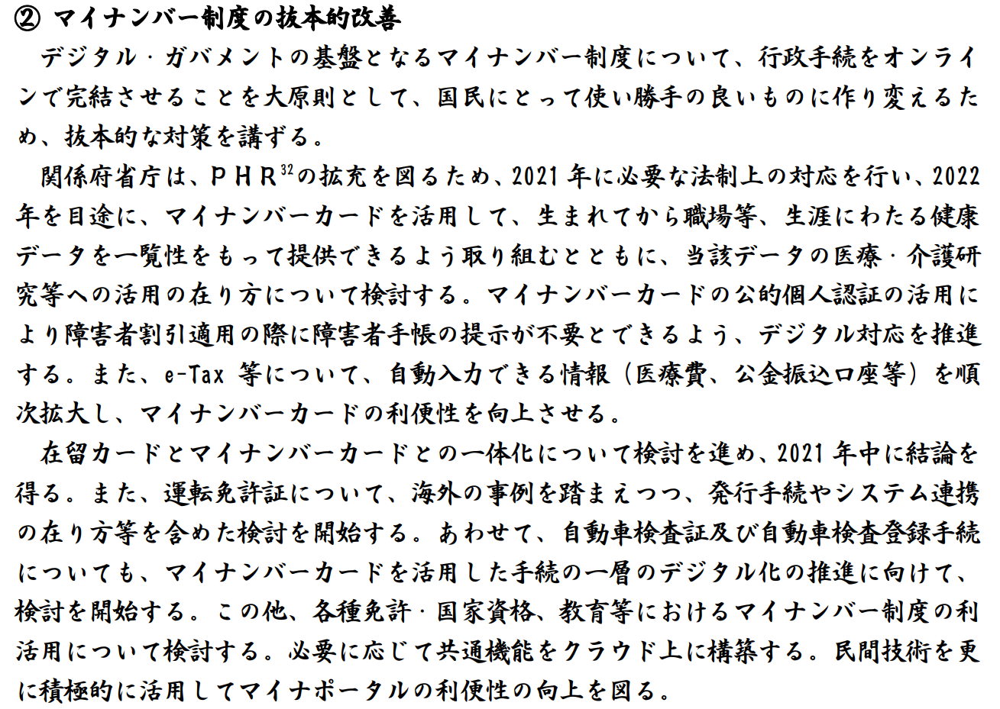 ② マイナンバー制度の抜本的改善
デジタル・ガバメントの基盤となるマイナンバー制度について、行政手続をオンライ
ンで完結させることを大原則として、国民にとって使い勝手の良いものに作り変えるた
め、抜本的な対策を講ずる。
関係府省庁は、ＰＨＲ32の拡充を図るため、2021 年に必要な法制上の対応を行い、2022
年を目途に、マイナンバーカードを活用して、生まれてから職場等、生涯にわたる健康
データを一覧性をもって提供できるよう取り組むとともに、当該データの医療・介護研
究等への活用の在り方について検討する。マイナンバーカードの公的個人認証の活用に
より障害者割引適用の際に障害者手帳の提示が不要とできるよう、デジタル対応を推進
する。また、e-Tax 等について、自動入力できる情報（医療費、公金振込口座等）を順
次拡大し、マイナンバーカードの利便性を向上させる。
在留カードとマイナンバーカードとの一体化について検討を進め、2021 年中に結論を
得る。また、運転免許証について、海外の事例を踏まえつつ、発行手続やシステム連携
の在り方等を含めた検討を開始する。あわせて、自動車検査証及び自動車検査登録手続
についても、マイナンバーカードを活用した手続の一層のデジタル化の推進に向けて、
検討を開始する。この他、各種免許・国家資格、教育等におけるマイナンバー制度の利
活用について検討する。必要に応じて共通機能をクラウド上に構築する。民間技術を更
に積極的に活用してマイナポータルの利便性の向上を図る。